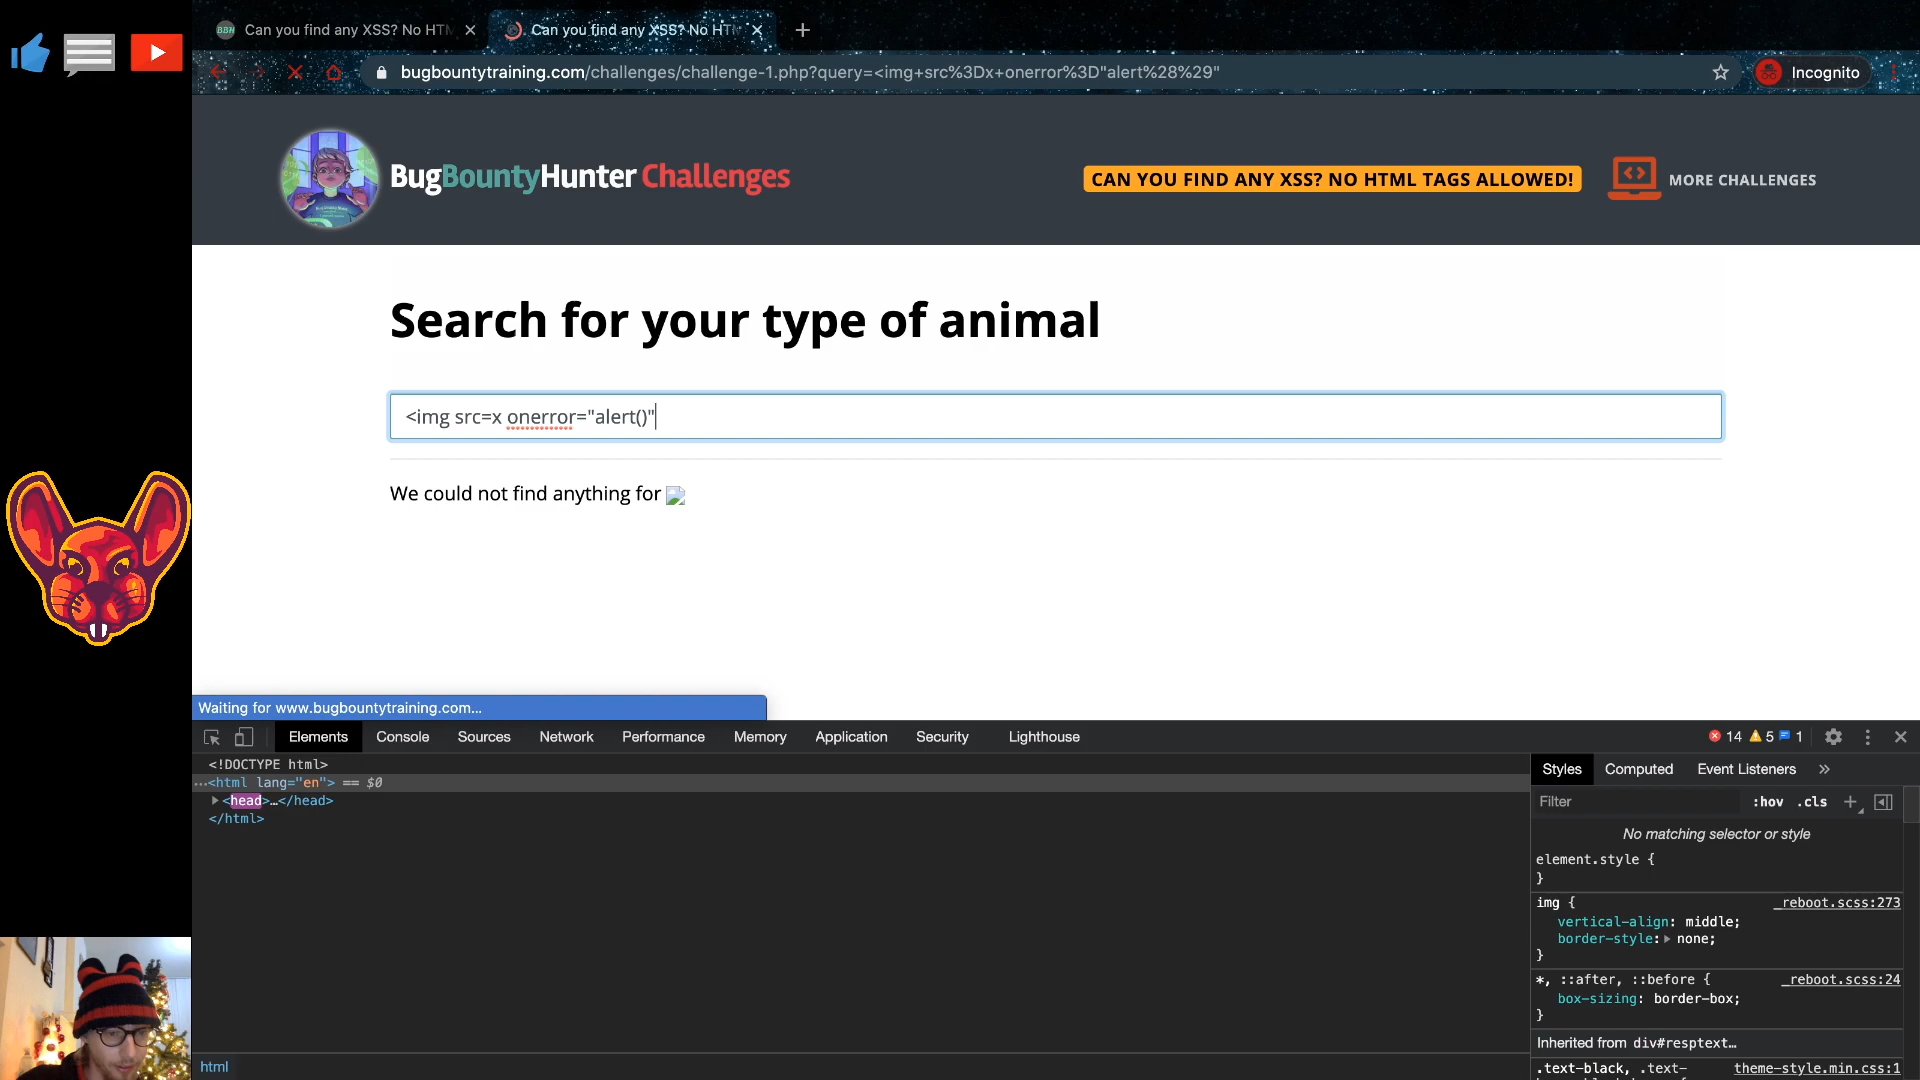 Can you find any XSS? No HTM
Can you find any XSS? No HT
bugbountytraining.com/challenges/challenge-1.php?query=<img+src%3Dx+onerror%3D"alert%28%29"
Incognito
BugBountyHunter Challenges
CAN YOU FIND ANY XSS? NO HTML TAGS ALLOWED!
MORE CHALLENGES
Search for your type of animal
<img src=x onerror="alert()"
We could not find anything for
Waiting for www.bugbountytraining.com...
Elements Console Sources Network Performance Memory Application Security Lighthouse 14 5 1
<!DOCTYPE html>
…<html lang="en"> == $0
<head>…</head>
</html>
html
Styles Computed Event Listeners »
Filter :hov .cls +
No matching selector or style
element.style {
}
img { _reboot.scss:273
vertical-align: middle;
border-style: none;
}
*, ::after, ::before { _reboot.scss:24
box-sizing: border-box;
}
Inherited from div#resptext…
.text-black, .text- theme-style.min.css:1